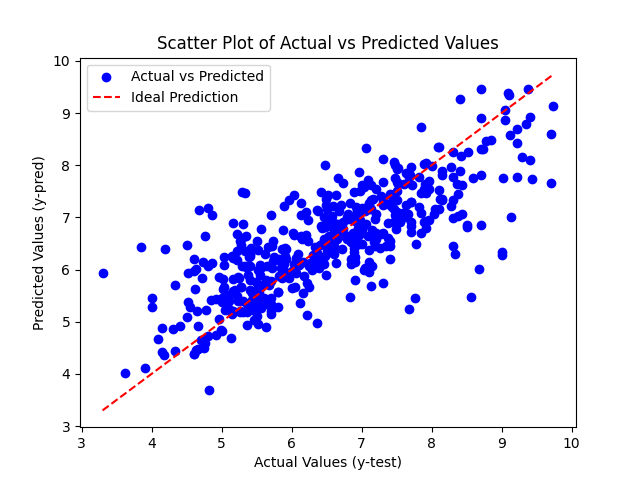 Scatter Plot of Actual vs Predicted Values
Actual vs Predicted
Ideal Prediction
Predicted Values (y-pred)
10
9
8
7
6
5
4
3
3 4 5 6 7 8 9 10
Actual Values (y-test)